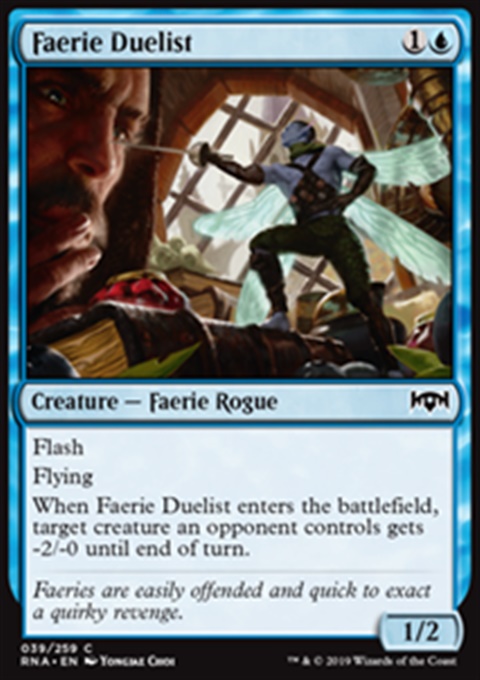 Faerie Duelist
1
Creature — Faerie Rogue
Flash
Flying
When Faerie Duelist enters the battlefield,
target creature an opponent controls gets
-2/-0 until end of turn.
Faeries are easily offended and quick to exact
a quirky revenge.
1/2
039/259 C
RNA • EN Yongjae Choi
™ & © 2019 Wizards of the Coast